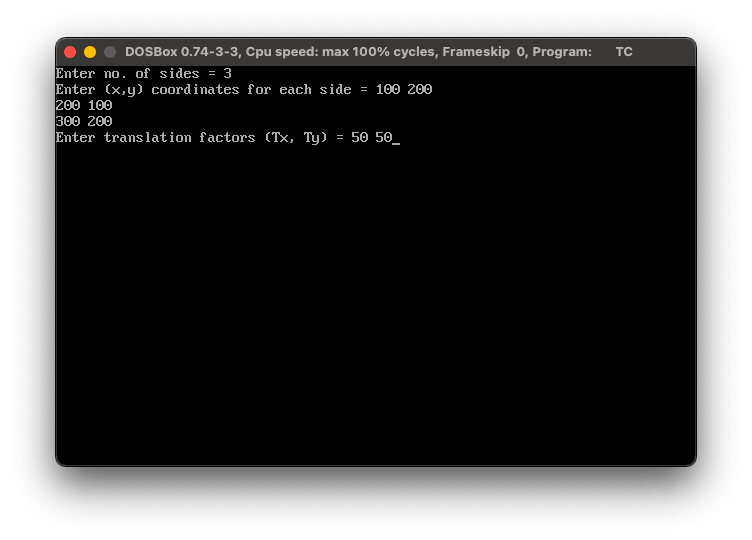 DOSBox 0.74-3-3, Cpu speed: max 100% cycles, Frameskip 0, Program: TC
Enter no. of sides = 3
Enter (x,y) coordinates for each side = 100 200
200 100
300 200
Enter translation factors (Tx, Ty) = 50 50_